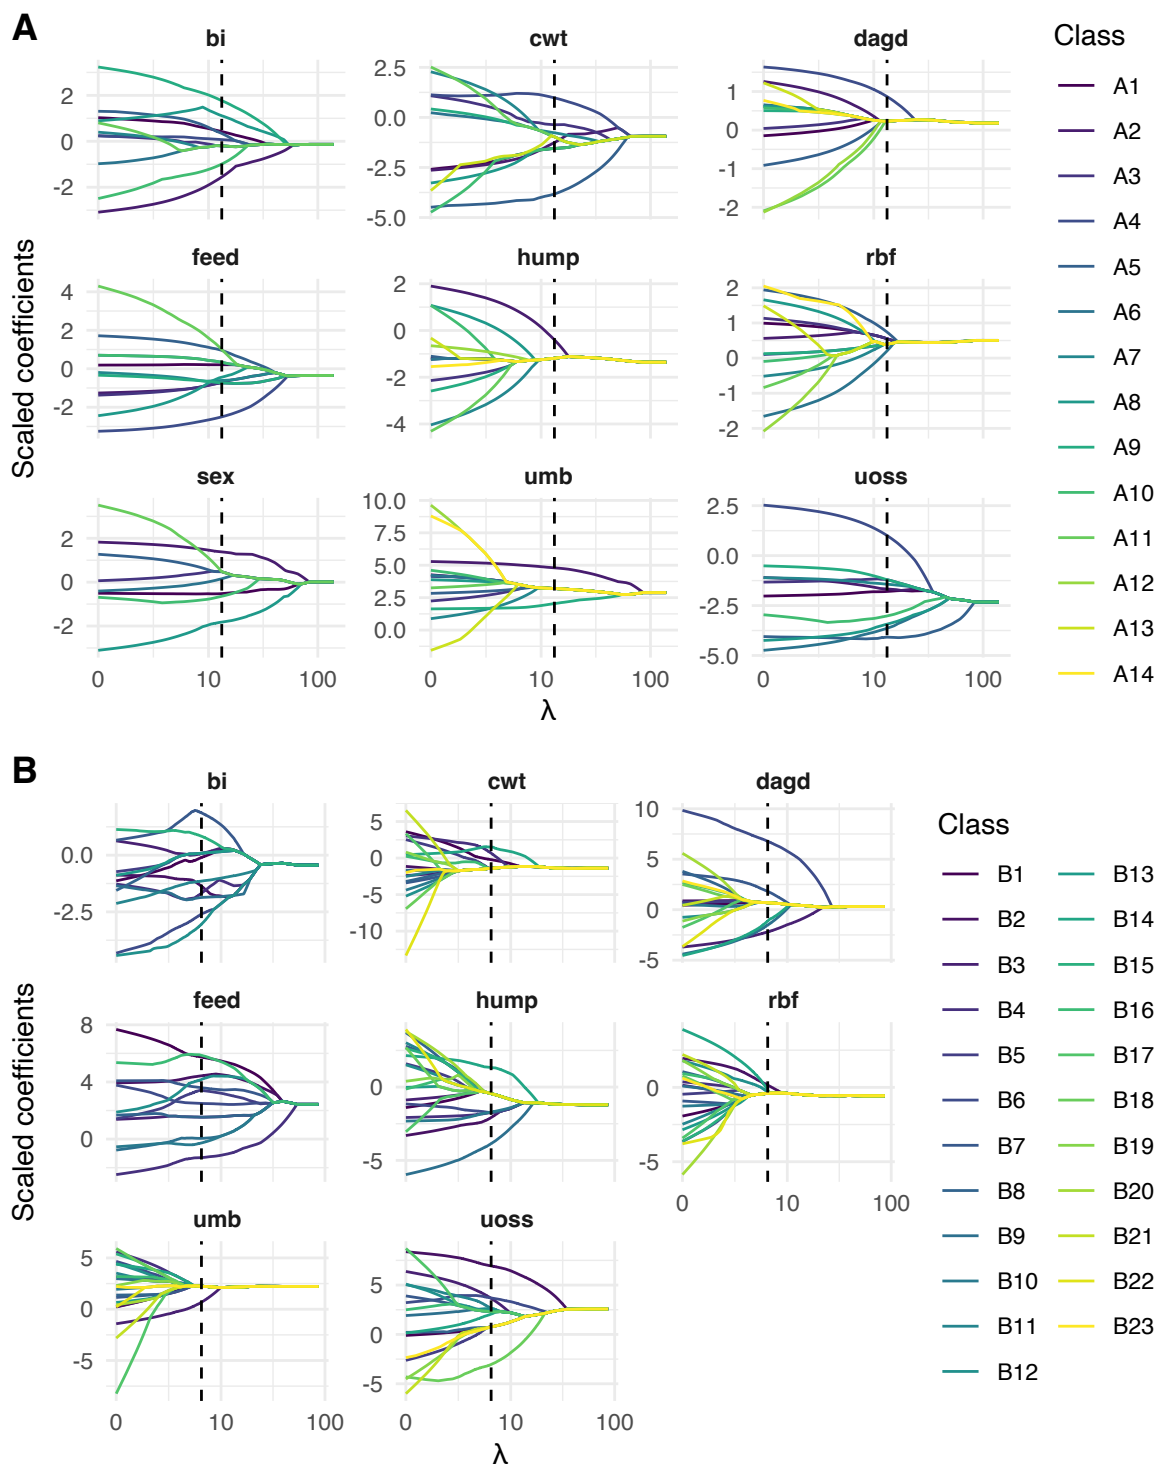 A
bi cwt dagd Class
2 2.5 1 A1
0 0.0 0 A2
-2 -2.5 -1 A3
-5.0 -2 A4
feed hump rbf A5
4 2 2 A6
2 0 1 A7
0 -2 0 A8
-2 -4 -1 A9
-2 A10
sex umb uoss A11
2 10.0 2.5 A12
0 7.5 0.0 A13
-2 5.0 -2.5 A14
2.5 -5.0
0.0
0 10 100 0 10 100 0 10 100
λ
Scaled coefficients
B
bi cwt dagd
0.0 5 10
-2.5 0 5
-5 0
-10 -5
feed hump rbf
8 0 0
4 -5 -5
0 0 10 100
umb uoss
5 5
0 0
-5 -5
0 10 100 0 10 100
λ
Scaled coefficients
Class
B1 B13
B2 B14
B3 B15
B4 B16
B5 B17
B6 B18
B7 B19
B8 B20
B9 B21
B10 B22
B11 B23
B12